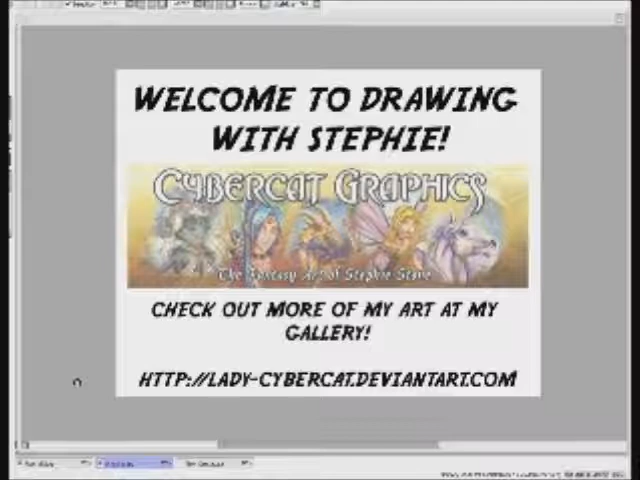 WELCOME TO DRAWING
WITH STEPHIE!
CYBERCAT GRAPHICS
The Fantasy Art of Stephie Stone
CHECK OUT MORE OF MY ART AT MY
GALLERY!
HTTP://LADY-CYBERCAT.DEVIANTART.COM